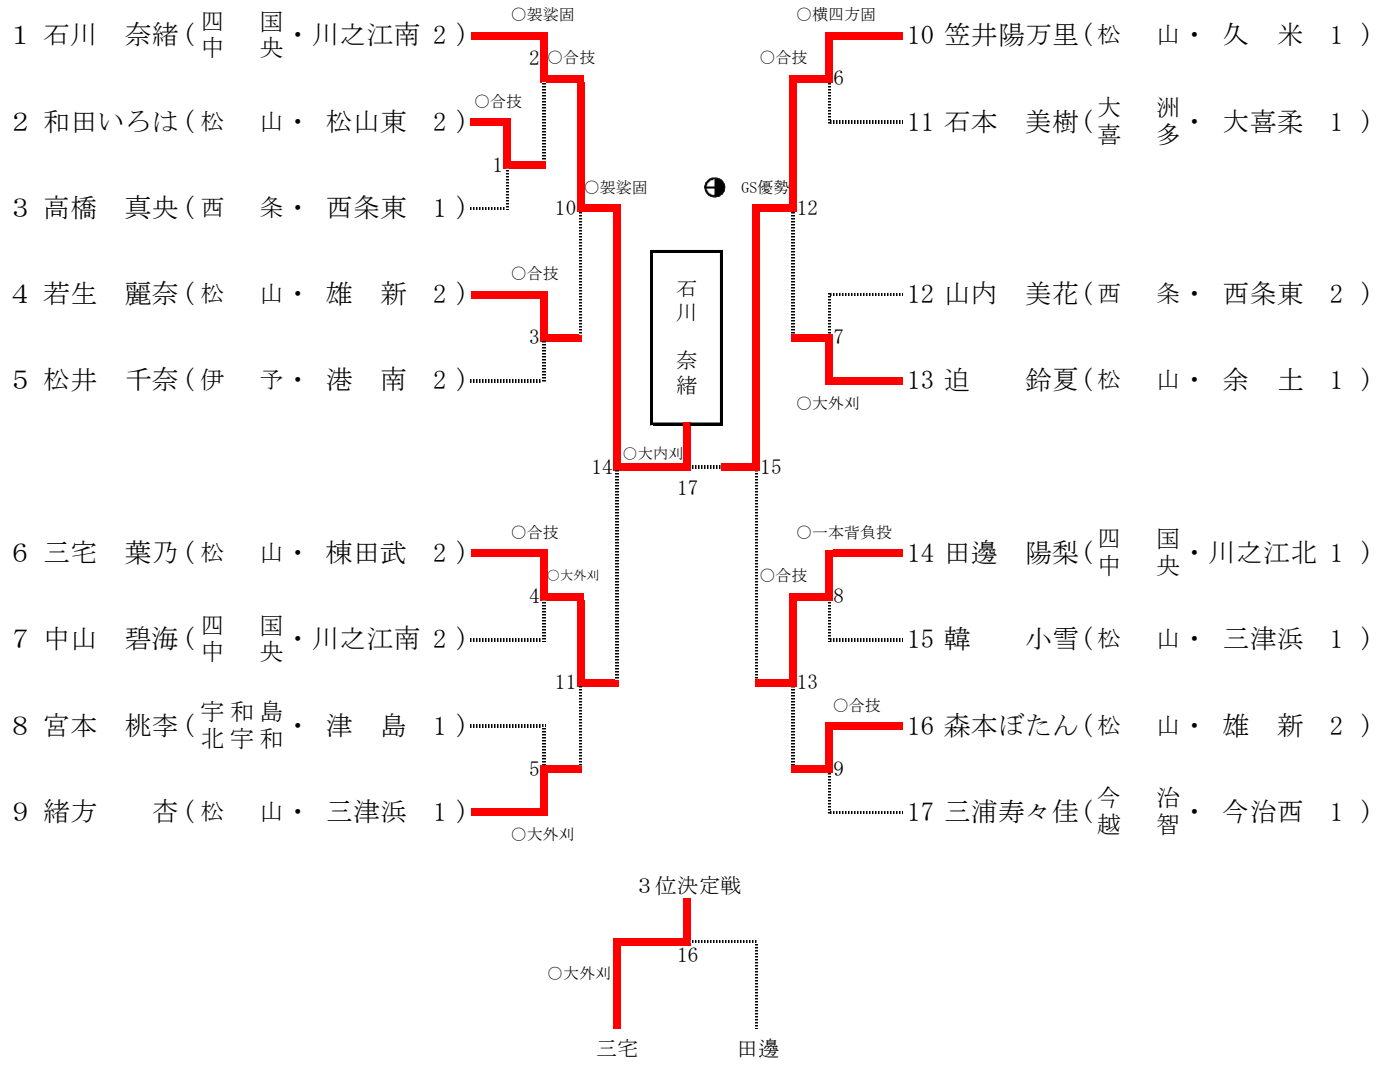 1 石川 奈緒(四国中央・川之江南 2)
2 和田いろは(松 山・松山東 2)
3 高橋 真央(西 条・西条東 1)
4 若生 麗奈(松 山・雄 新 2)
5 松井 千奈(伊 予・港 南 2)
6 三宅 葉乃(松 山・棟田武 2)
7 中山 碧海(四国中央・川之江南 2)
8 宮本 桃李(宇和島北宇和・津 島 1)
9 緒方 杏(松 山・三津浜 1)
○袈裟固
2
○合技
○合技
1
○袈裟固
10
○合技
3
14
○大内刈
17
○合技
4
○大外刈
11
5
○大外刈
石川 奈緒
10 笠井陽万里(松 山・久 米 1)
11 石本 美樹(大洲喜多・大喜柔 1)
12 山内 美花(西 条・西条東 2)
13 迫 鈴夏(松 山・余 土 1)
14 田邊 陽梨(四国中央・川之江北 1)
15 韓 小雪(松 山・三津浜 1)
16 森本ぼたん(松 山・雄 新 2)
17 三浦寿々佳(今治越智・今治西 1)
○横四方固
○合技
6
GS優勢
12
7
○大外刈
15
○一本背負投
○合技
8
13
○合技
9
3位決定戦
16
○大外刈
三宅
田邊